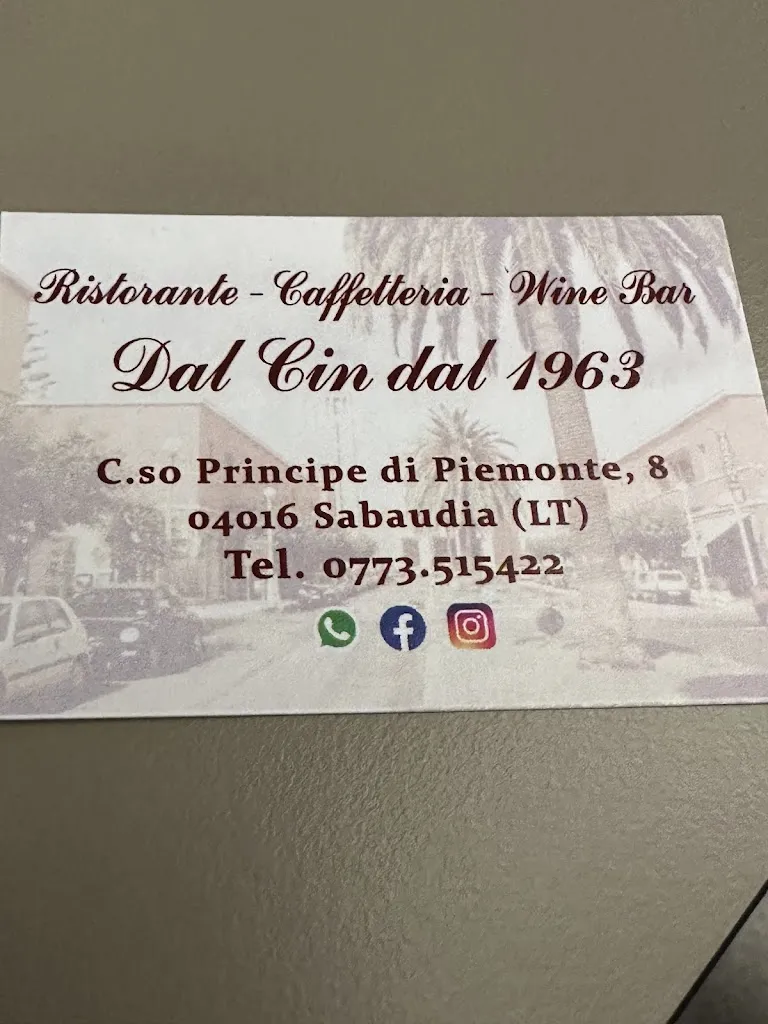 Ristorante - Caffetteria - Wine Bar
Dal Cin dal 1963
C.so Principe di Piemonte, 8
04016 Sabaudia (LT)
Tel. 0773.515422